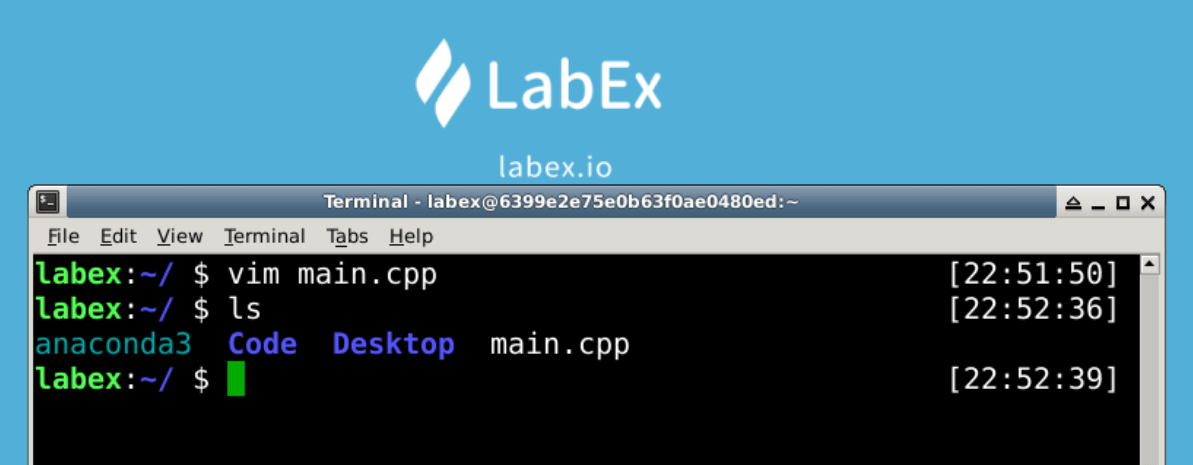 LabEx
labex.io
Terminal - labex@6399e2e75e0b63f0ae0480ed:~
File Edit View Terminal Tabs Help
labex:~/ $ vim main.cpp [22:51:50]
labex:~/ $ ls [22:52:36]
anaconda3 Code Desktop main.cpp
labex:~/ $ [22:52:39]